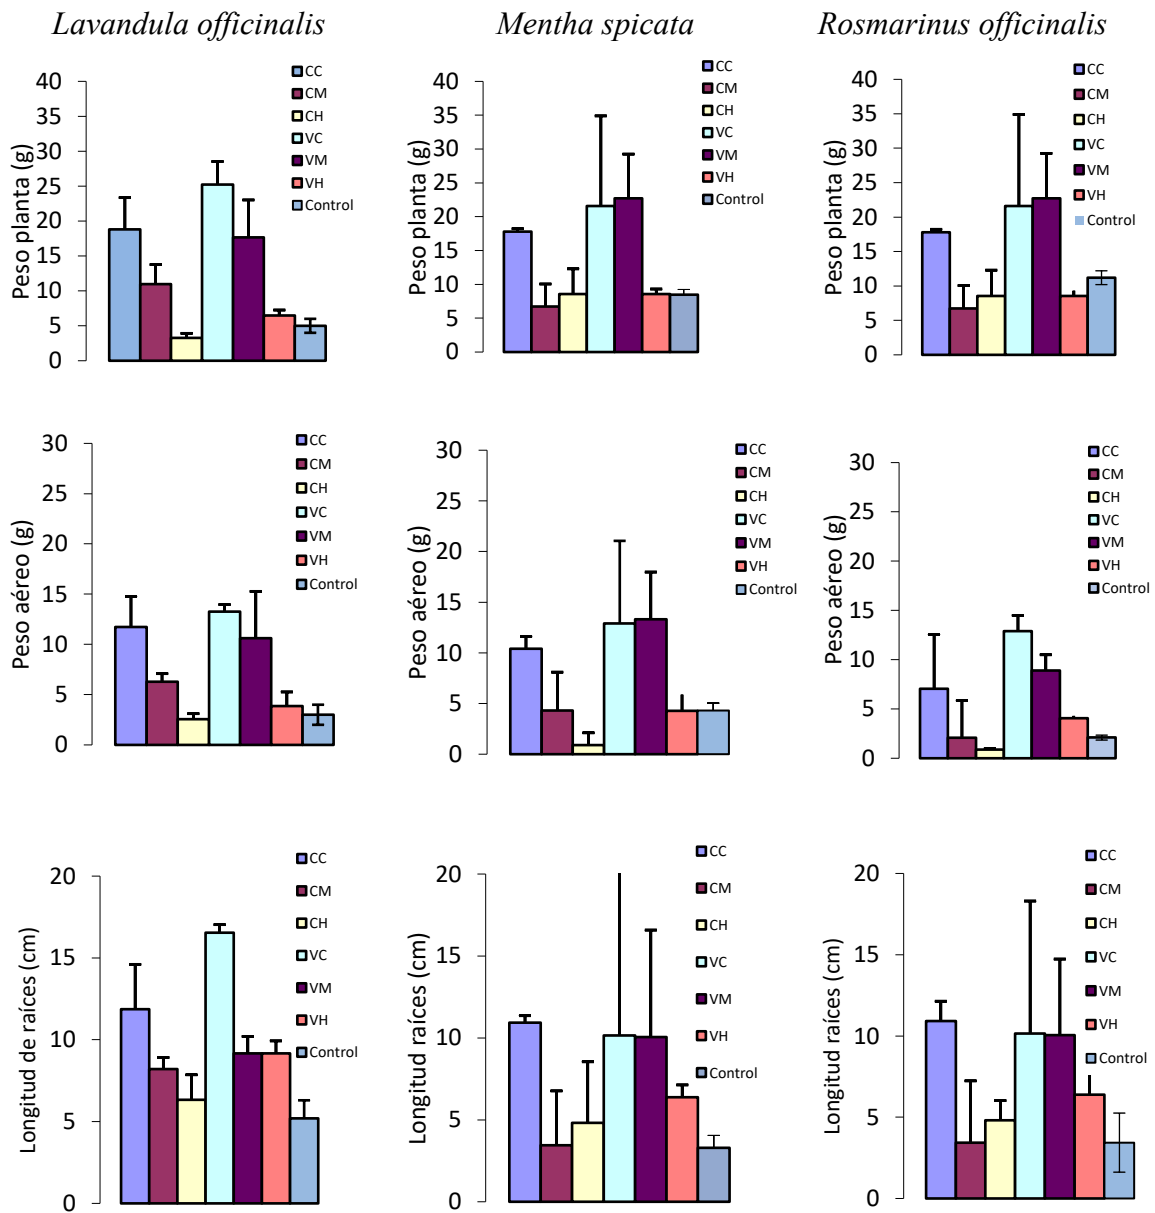 Lavandula officinalis
Mentha spicata
Rosmarinus officinalis
Peso planta (g)
40
35
30
25
20
15
10
5
0
CC
CM
CH
VC
VM
VH
Control
Peso planta (g)
40
35
30
25
20
15
10
5
0
CC
CM
CH
VC
VM
VH
Control
Peso planta (g)
40
35
30
25
20
15
10
5
0
CC
CM
CH
VC
VM
VH
Control
Peso aéreo (g)
30
25
20
15
10
5
0
CC
CM
CH
VC
VM
VH
Control
Peso aéreo (g)
30
25
20
15
10
5
0
CC
CM
CH
VC
VM
VH
Control
Peso aéreo (g)
30
25
20
15
10
5
0
CC
CM
CH
VC
VM
VH
Control
Longitud de raíces (cm)
20
15
10
5
0
CC
CM
CH
VC
VM
VH
Control
Longitud raíces (cm)
20
15
10
5
0
CC
CM
CH
VC
VM
VH
Control
Longitud raíces (cm)
20
15
10
5
0
CC
CM
CH
VC
VM
VH
Control